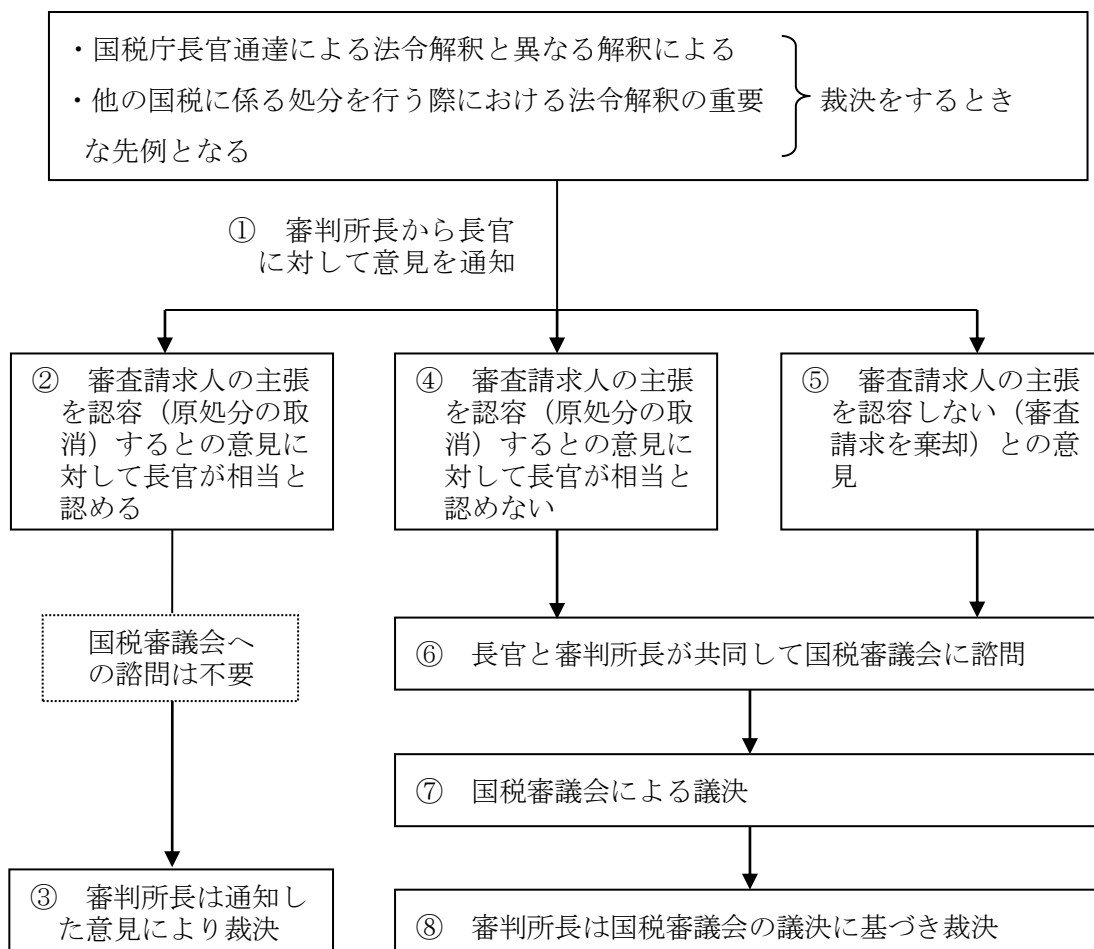 ・国税庁長官通達による法令解釈と異なる解釈による
・他の国税に係る処分を行う際における法令解釈の重要
な先例となる
裁決をするとき
① 審判所長から長官
に対して意見を通知
② 審査請求人の主張
を認容（原処分の取
消）するとの意見に
対して長官が相当と
認める
④ 審査請求人の主張
を認容（原処分の取
消）するとの意見に
対して長官が相当と
認めない
⑤ 審査請求人の主張
を認容しない（審査
請求を棄却）との意
見
国税審議会へ
の諮問は不要
⑥ 長官と審判所長が共同して国税審議会に諮問
⑦ 国税審議会による議決
③ 審判所長は通知し
た意見により裁決
⑧ 審判所長は国税審議会の議決に基づき裁決